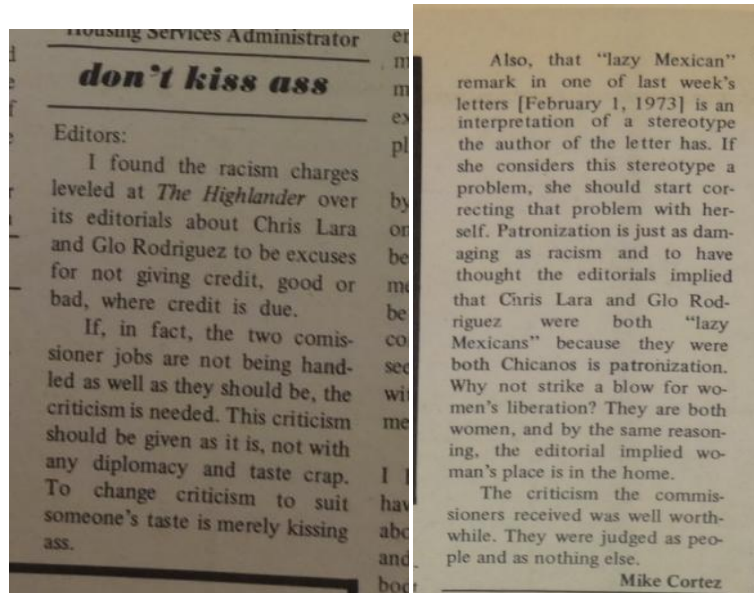 Housing Services Administrator
don't kiss ass
Editors:
I found the racism charges
leveled at The Highlander over
its editorials about Chris Lara
and Glo Rodriguez to be excuses
for not giving credit, good or
bad, where credit is due.
If, in fact, the two comis-
sioner jobs are not being hand-
led as well as they should be, the
criticism is needed. This criticism
should be given as it is, not with
any diplomacy and taste crap.
To change criticism to suit
someone's taste is merely kissing
ass.
Also, that "lazy Mexican"
remark in one of last week's
letters [February 1, 1973] is an
interpretation of a stereotype
the author of the letter has. If
she considers this stereotype a
problem, she should start cor-
recting that problem with her-
self. Patronization is just as dam-
aging as racism and to have
thought the editorials implied
that Chris Lara and Glo Rod-
riguez were both "lazy
Mexicans" because they were
both Chicanos is patronization.
Why not strike a blow for wo-
men's liberation? They are both
women, and by the same reason-
ing, the editorial implied wo-
man's place is in the home.
The criticism the commis-
sioners received was well worth-
while. They were judged as peo-
ple and as nothing else.
Mike Cortez